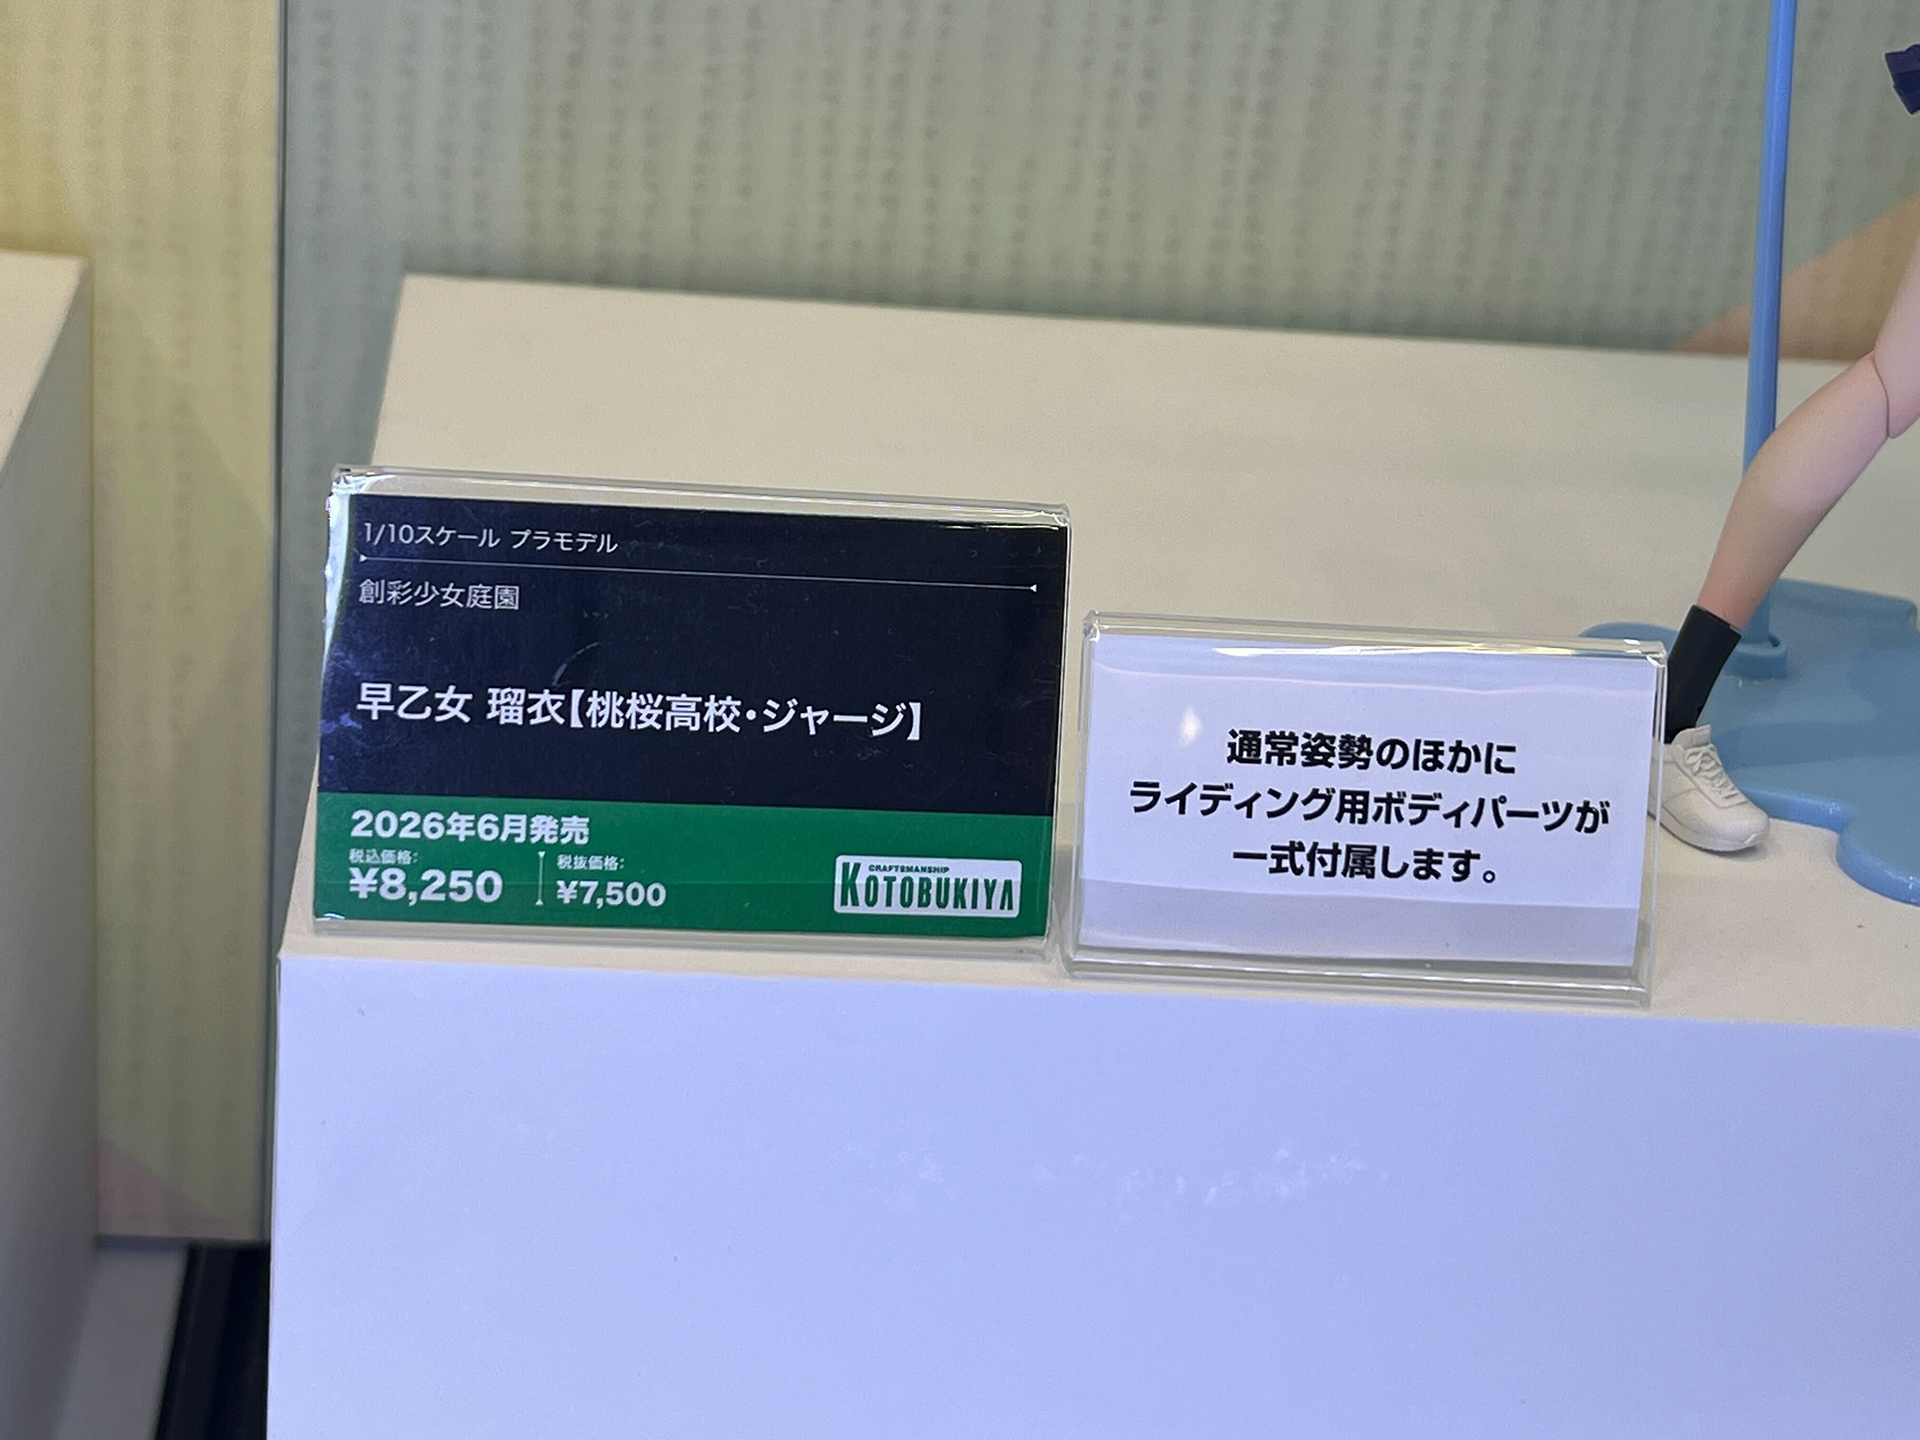 1/10スケール プラモデル
創彩少女庭園
早乙女 瑠衣【桃桜高校・ジャージ】
2026年6月発売
税込価格: 税抜価格:
¥8,250 ¥7,500
CRAFTSMANSHIP
KOTOBUKIYA
通常姿勢のほかに
ライディング用ボディパーツが
一式付属します。